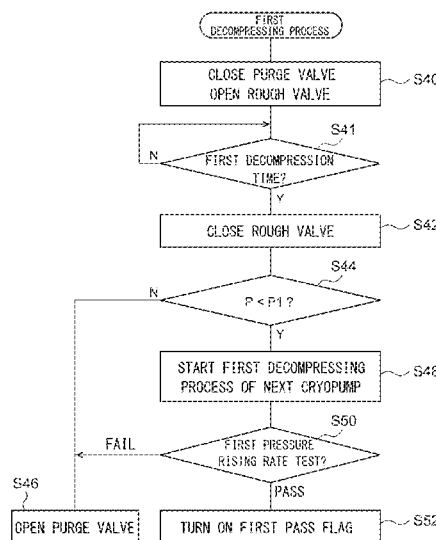 FIRST
DECOMPRESSING PROCESS
CLOSE PURGE VALVE
OPEN ROUGH VALVE
S40
S41
N
FIRST DECOMPRESSION
TIME?
Y
CLOSE ROUGH VALVE
S42
S44
N
P < P1 ?
Y
START FIRST DECOMPRESSING
PROCESS OF NEXT CRYOPUMP
S48
S50
FAIL
FIRST PRESSURE
RISING RATE TEST?
S46
PASS
OPEN PURGE VALVE
TURN ON FIRST PASS FLAG
S52